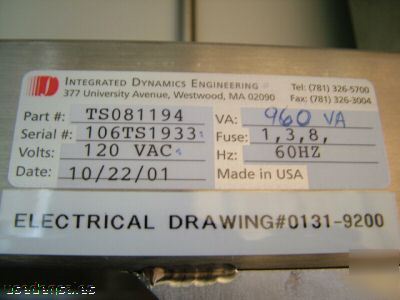 INTEGRATED DYNAMICS ENGINEERING Tel: (781) 326-5700
377 University Avenue, Westwood, MA 02090 Fax: (781) 326-3004
Part #: TS081194 VA: 960 VA
Serial #: 106TS1933 Fuse: 1,3,8,
Volts: 120 VAC Hz: 60HZ
Date: 10/22/01 Made in USA
ELECTRICAL DRAWING#0131-9200